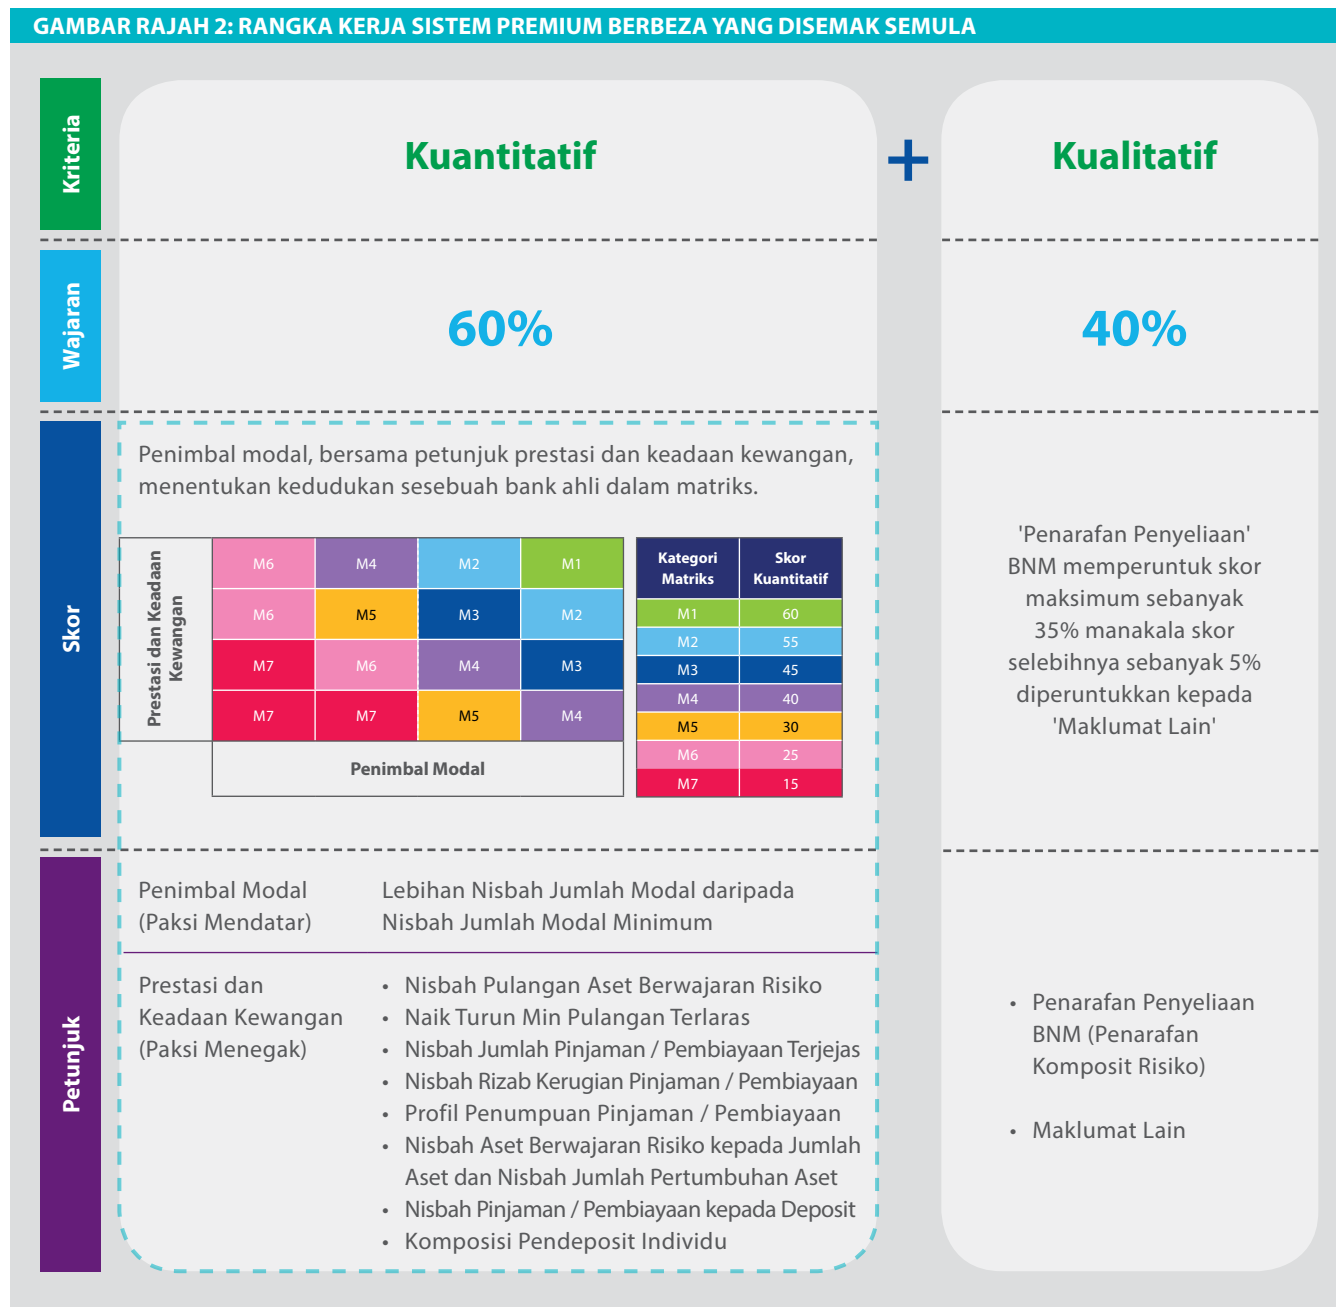 GAMBAR RAJAH 2: RANGKA KERJA SISTEM PREMIUM BERBEZA YANG DISEMAK SEMULA
Kriteria
Kuantitatif
+
Kualitatif
Wajaran
60%
40%
Skor
Penimbal modal, bersama petunjuk prestasi dan keadaan kewangan,
menentukan kedudukan sesebuah bank ahli dalam matriks.
Prestasi dan Keadaan
Kewangan
M6 M4 M2 M1
M6 M5 M3 M2
M7 M6 M4 M3
M7 M7 M5 M4
Penimbal Modal
Kategori
Matriks
Skor
Kuantitatif
M1 60
M2 55
M3 45
M4 40
M5 30
M6 25
M7 15
'Penarafan Penyeliaan'
BNM memperuntuk skor
maksimum sebanyak
35% manakala skor
selebihnya sebanyak 5%
diperuntukkan kepada
'Maklumat Lain'
Petunjuk
Penimbal Modal
(Paksi Mendatar)
Lebihan Nisbah Jumlah Modal daripada
Nisbah Jumlah Modal Minimum
Prestasi dan
Keadaan Kewangan
(Paksi Menegak)
• Nisbah Pulangan Aset Berwajaran Risiko
• Naik Turun Min Pulangan Terlaras
• Nisbah Jumlah Pinjaman / Pembiayaan Terjejas
• Nisbah Rizab Kerugian Pinjaman / Pembiayaan
• Profil Penumpuan Pinjaman / Pembiayaan
• Nisbah Aset Berwajaran Risiko kepada Jumlah
Aset dan Nisbah Jumlah Pertumbuhan Aset
• Nisbah Pinjaman / Pembiayaan kepada Deposit
• Komposisi Pendeposit Individu
• Penarafan Penyeliaan
BNM (Penarafan
Komposit Risiko)
• Maklumat Lain